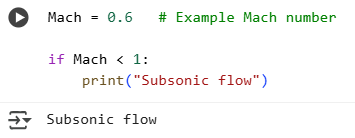 Mach = 0.6   # Example Mach number

if Mach < 1:
    print("Subsonic flow")
Subsonic flow